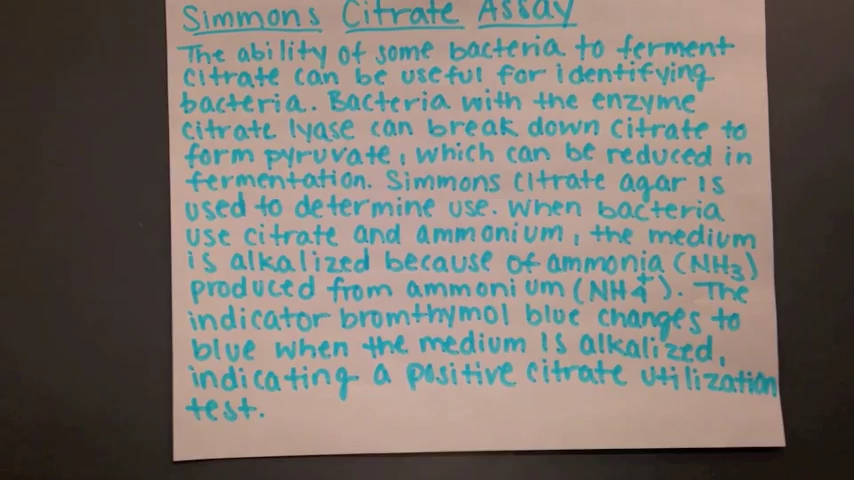 Simmons Citrate Assay
The ability of some bacteria to ferment
citrate can be useful for identifying
bacteria. Bacteria with the enzyme
citrate lyase can break down citrate to
form pyruvate, which can be reduced in
fermentation. Simmons citrate agar is
used to determine use. When bacteria
use citrate and ammonium, the medium
is alkalized because of ammonia (NH3)
produced from ammonium (NH4+). The
indicator bromthymol blue changes to
blue when the medium is alkalized,
indicating a positive citrate utilization
test.